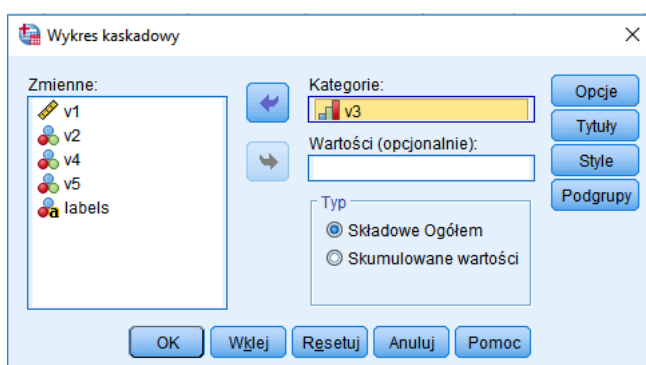 Wykres kaskadowy
Zmienne:
v1
v2
v4
v5
labels
Kategorie:
v3
Wartości (opcjonalnie):
Typ
Składowe Ogółem
Skumulowane wartości
Opcje
Tytuły
Style
Podgrupy
OK
Wklej
Resetuj
Anuluj
Pomoc